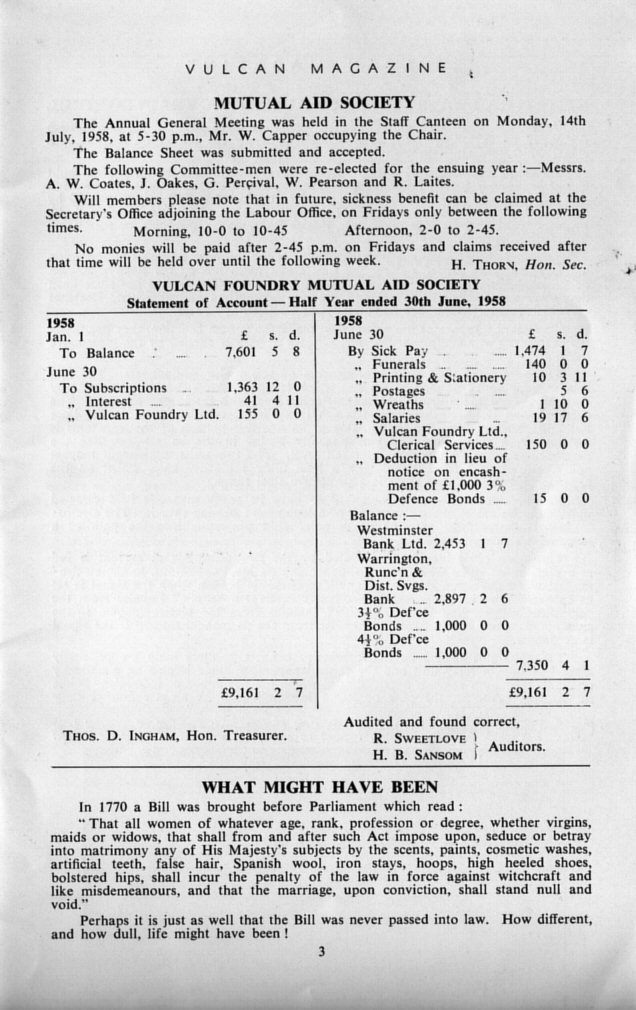 VULCAN MAGAZINE
MUTUAL AID SOCIETY
The Annual General Meeting was held in the Staff Canteen on Monday, 14th
July, 1958, at 5-30 p.m., Mr. W. Capper occupying the Chair.
The Balance Sheet was submitted and accepted.
The following Committee-men were re-elected for the ensuing year :—Messrs.
A. W. Coates, J. Oakes, G. Percival, W. Pearson and R. Laites.
Will members please note that in future, sickness benefit can be claimed at the
Secretary's Office adjoining the Labour Office, on Fridays only between the following
times.
Morning, 10-0 to 10-45 Afternoon, 2-0 to 2-45.
No monies will be paid after 2-45 p.m. on Fridays and claims received after
that time will be held over until the following week.
H. THORN, Hon. Sec.
VULCAN FOUNDRY MUTUAL AID SOCIETY
Statement of Account — Half Year ended 30th June, 1958
1958
Jan. 1 £ s. d.
To Balance .... 7,601 5 8
June 30
To Subscriptions ... 1,363 12 0
„ Interest .... 41 4 11
„ Vulcan Foundry Ltd. 155 0 0
£9,161 2 7
THOS. D. INGHAM, Hon. Treasurer.
1958
June 30 £ s. d.
By Sick Pay ... ..... 1,474 1 7
„ Funerals ... .... ..... 140 0 0
„ Printing & Stationery 10 3 11
„ Postages ... .... 5 6
„ Wreaths ..... 1 10 0
„ Salaries ... 19 17 6
„ Vulcan Foundry Ltd.,
Clerical Services .... 150 0 0
„ Deduction in lieu of
notice on encash-
ment of £1,000 3%
Defence Bonds ..... 15 0 0
Balance :—
Westminster
Bank Ltd. 2,453 1 7
Warrington,
Runc'n &
Dist. Svgs.
Bank .... 2,897 2 6
3½% Def'ce
Bonds .... 1,000 0 0
4½% Def'ce
Bonds ..... 1,000 0 0
7,350 4 1
£9,161 2 7
Audited and found correct,
R. SWEETLOVE
H. B. SANSOM
} Auditors.
WHAT MIGHT HAVE BEEN
In 1770 a Bill was brought before Parliament which read :
“ That all women of whatever age, rank, profession or degree, whether virgins,
maids or widows, that shall from and after such Act impose upon, seduce or betray
into matrimony any of His Majesty's subjects by the scents, paints, cosmetic washes,
artificial teeth, false hair, Spanish wool, iron stays, hoops, high heeled shoes,
bolstered hips, shall incur the penalty of the law in force against witchcraft and
like misdemeanours, and that the marriage, upon conviction, shall stand null and
void.”
Perhaps it is just as well that the Bill was never passed into law. How different,
and how dull, life might have been !
3